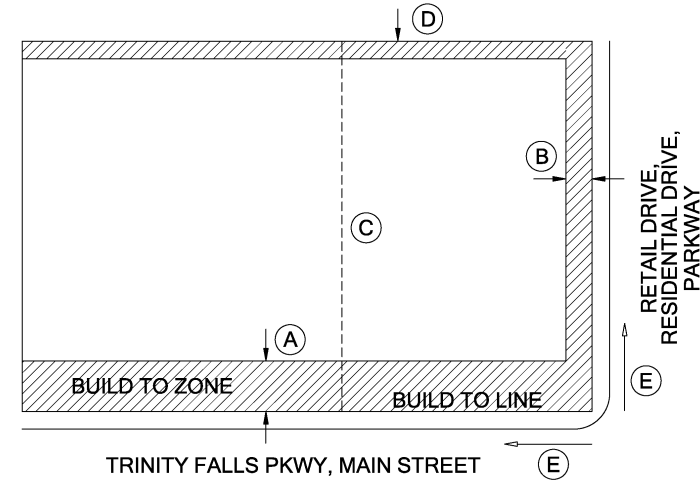 D
B
C
A
BUILD TO ZONE
BUILD TO LINE
E
E
TRINITY FALLS PKWY, MAIN STREET
RETAIL DRIVE,
RESIDENTIAL DRIVE,
PARKWAY